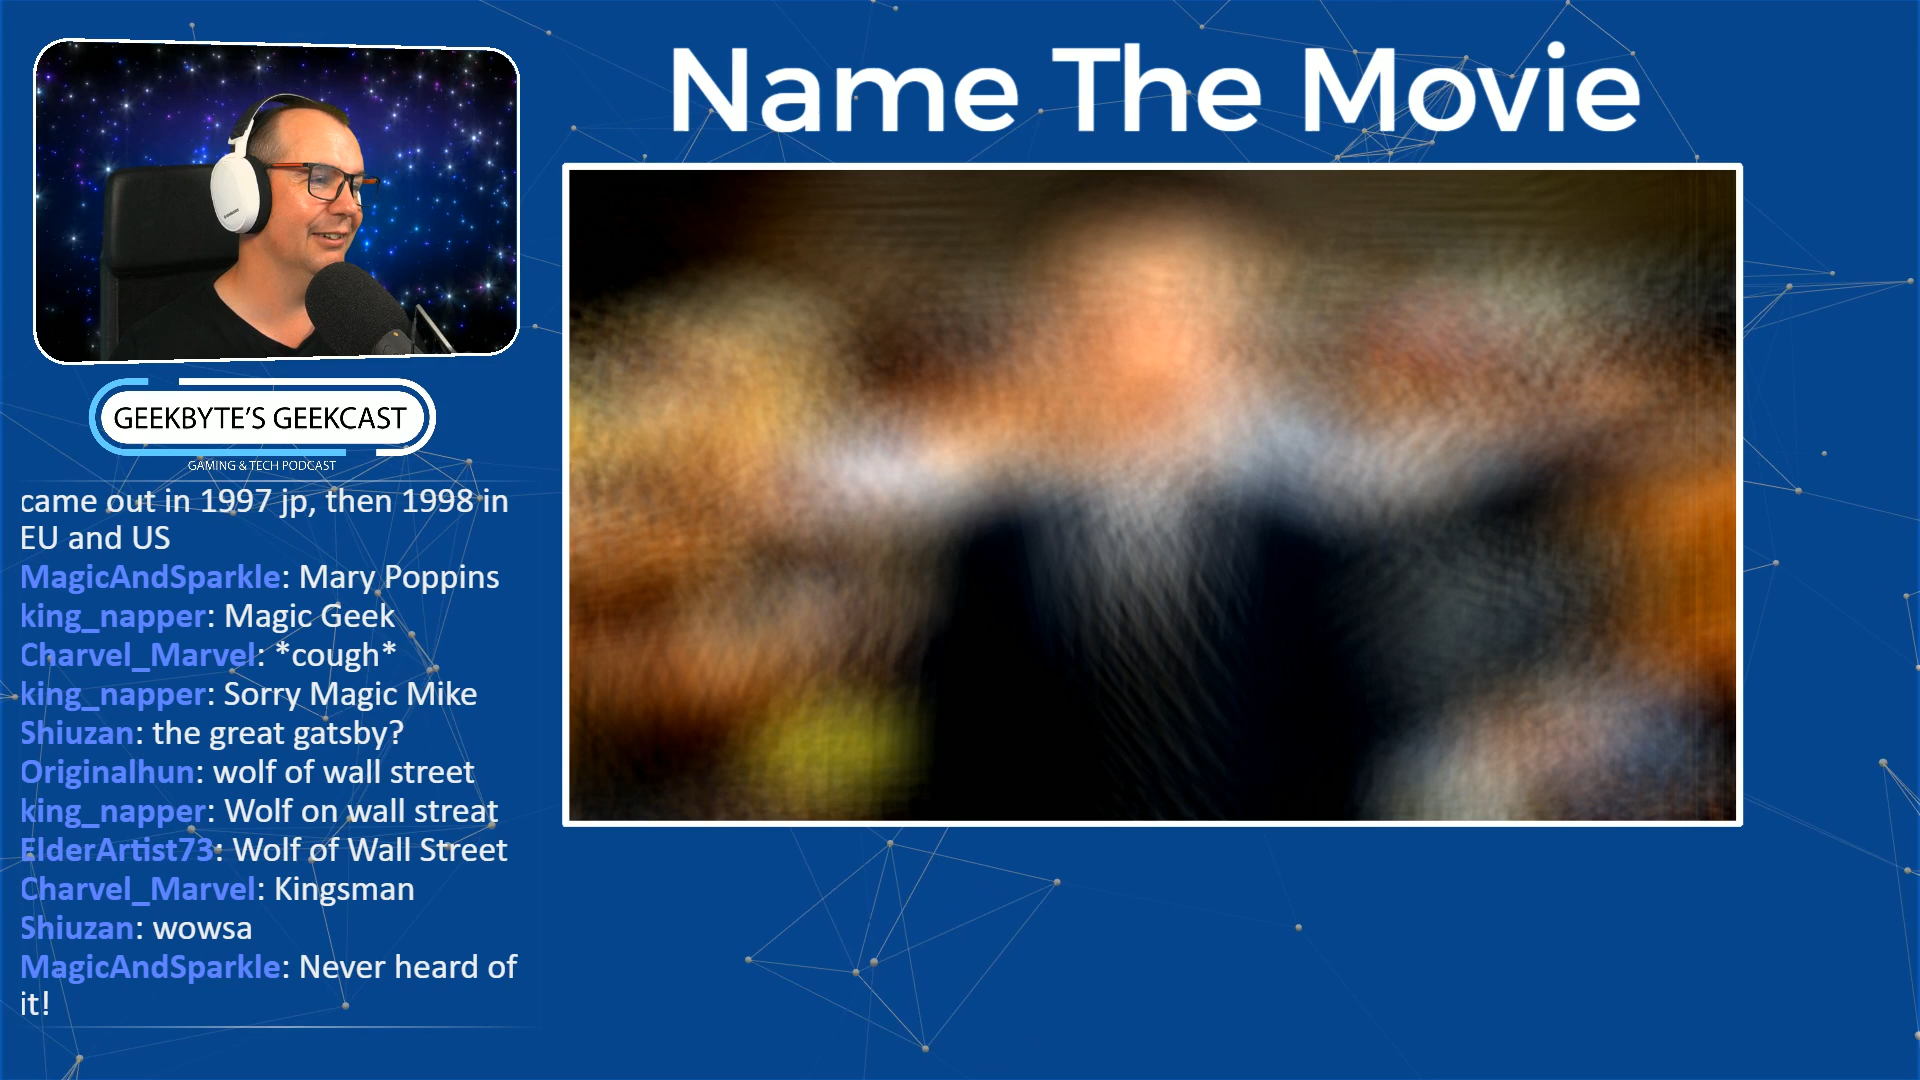 Name The Movie
GEEKBYTE'S GEEKCAST
GAMING & TECH PODCAST
came out in 1997 jp, then 1998 in
EU and US
MagicAndSparkle: Mary Poppins
king_napper: Magic Geek
Charvel_Marvel: *cough*
king_napper: Sorry Magic Mike
Shiuzan: the great gatsby?
Originalhun: wolf of wall street
king_napper: Wolf on wall streat
ElderArtist73: Wolf of Wall Street
Charvel_Marvel: Kingsman
Shiuzan: wowsa
MagicAndSparkle: Never heard of
it!